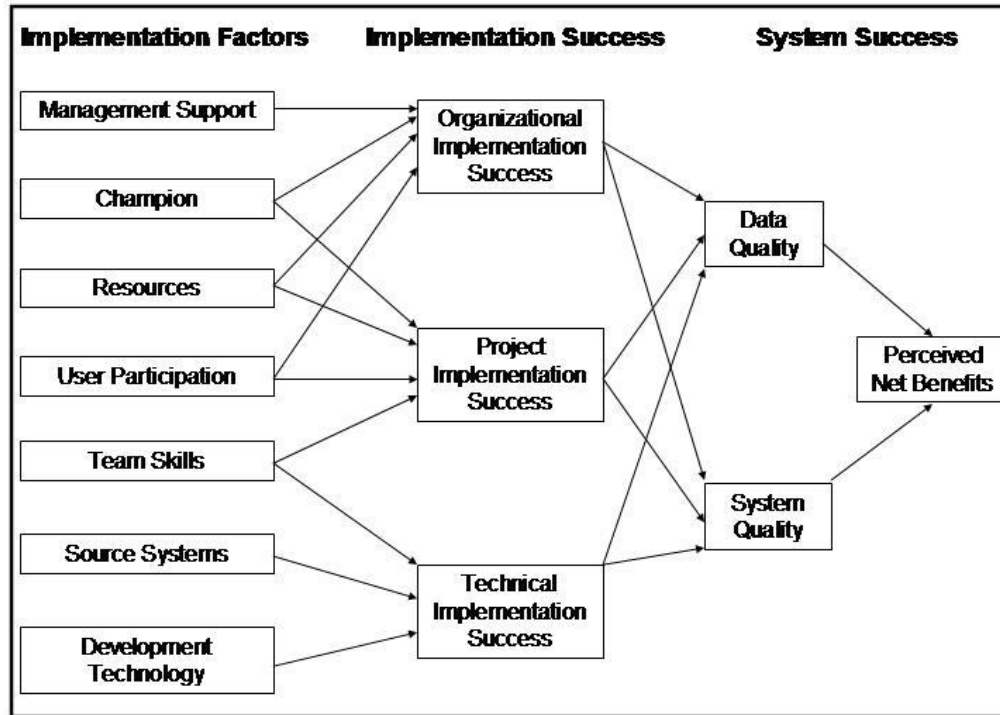 Implementation Factors
Implementation Success
System Success
Management Support
Champion
Resources
User Participation
Team Skills
Source Systems
Development
Technology
Organizational
Implementation
Success
Project
Implementation
Success
Technical
Implementation
Success
Data
Quality
System
Quality
Perceived
Net Benefits